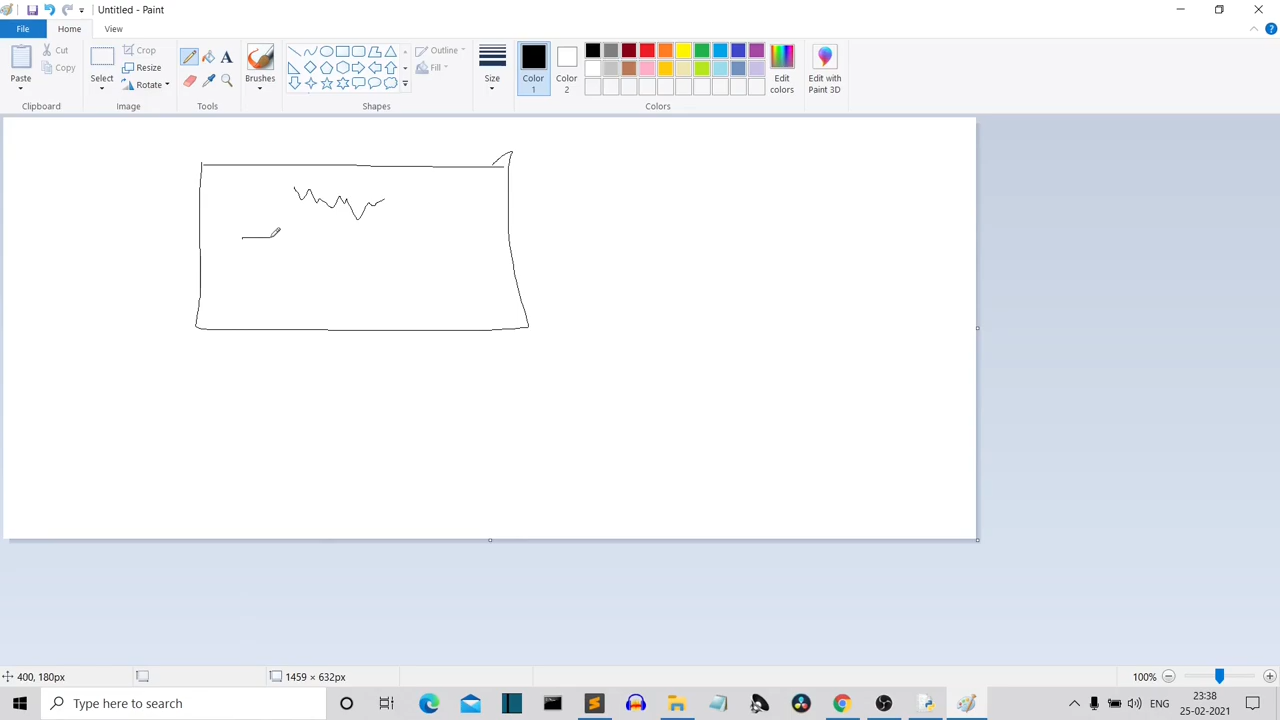 Untitled - Paint
File Home View
Paste
Cut
Copy
Clipboard
Select
Crop
Resize
Rotate
Image
Tools
Brushes
Shapes
Outline
Fill
Size
Color
1
Color
2
Colors
Edit
colors
Edit with
Paint 3D
400, 180px
1459 × 632px
100%
Type here to search
ENG
23:38
25-02-2021